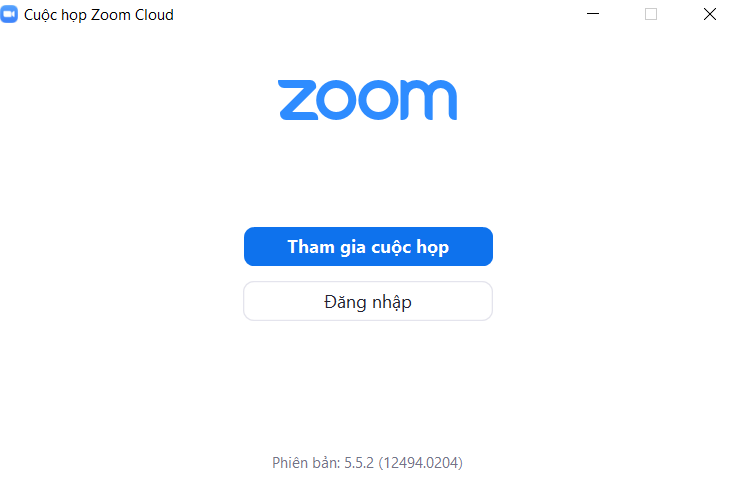 Cuộc họp Zoom Cloud
zoom
Tham gia cuộc họp
Đăng nhập
Phiên bản: 5.5.2 (12494.0204)